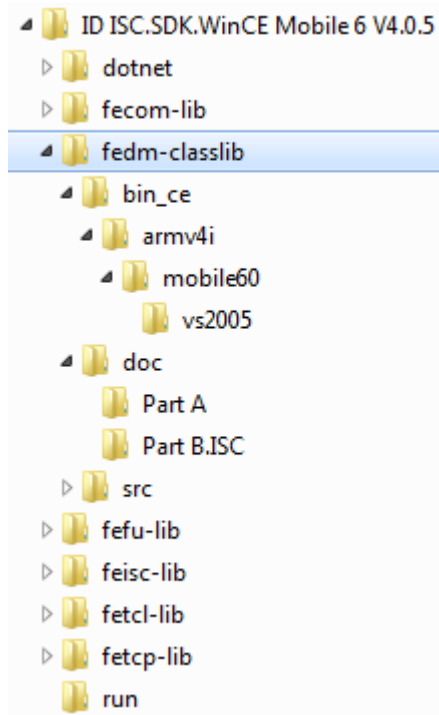 ID ISC.SDK.WinCE Mobile 6 V4.0.5
dotnet
fecom-lib
fedm-classlib
bin_ce
armv4i
mobile60
vs2005
doc
Part A
Part B.ISC
src
fefu-lib
feisc-lib
fetcl-lib
fetcp-lib
run